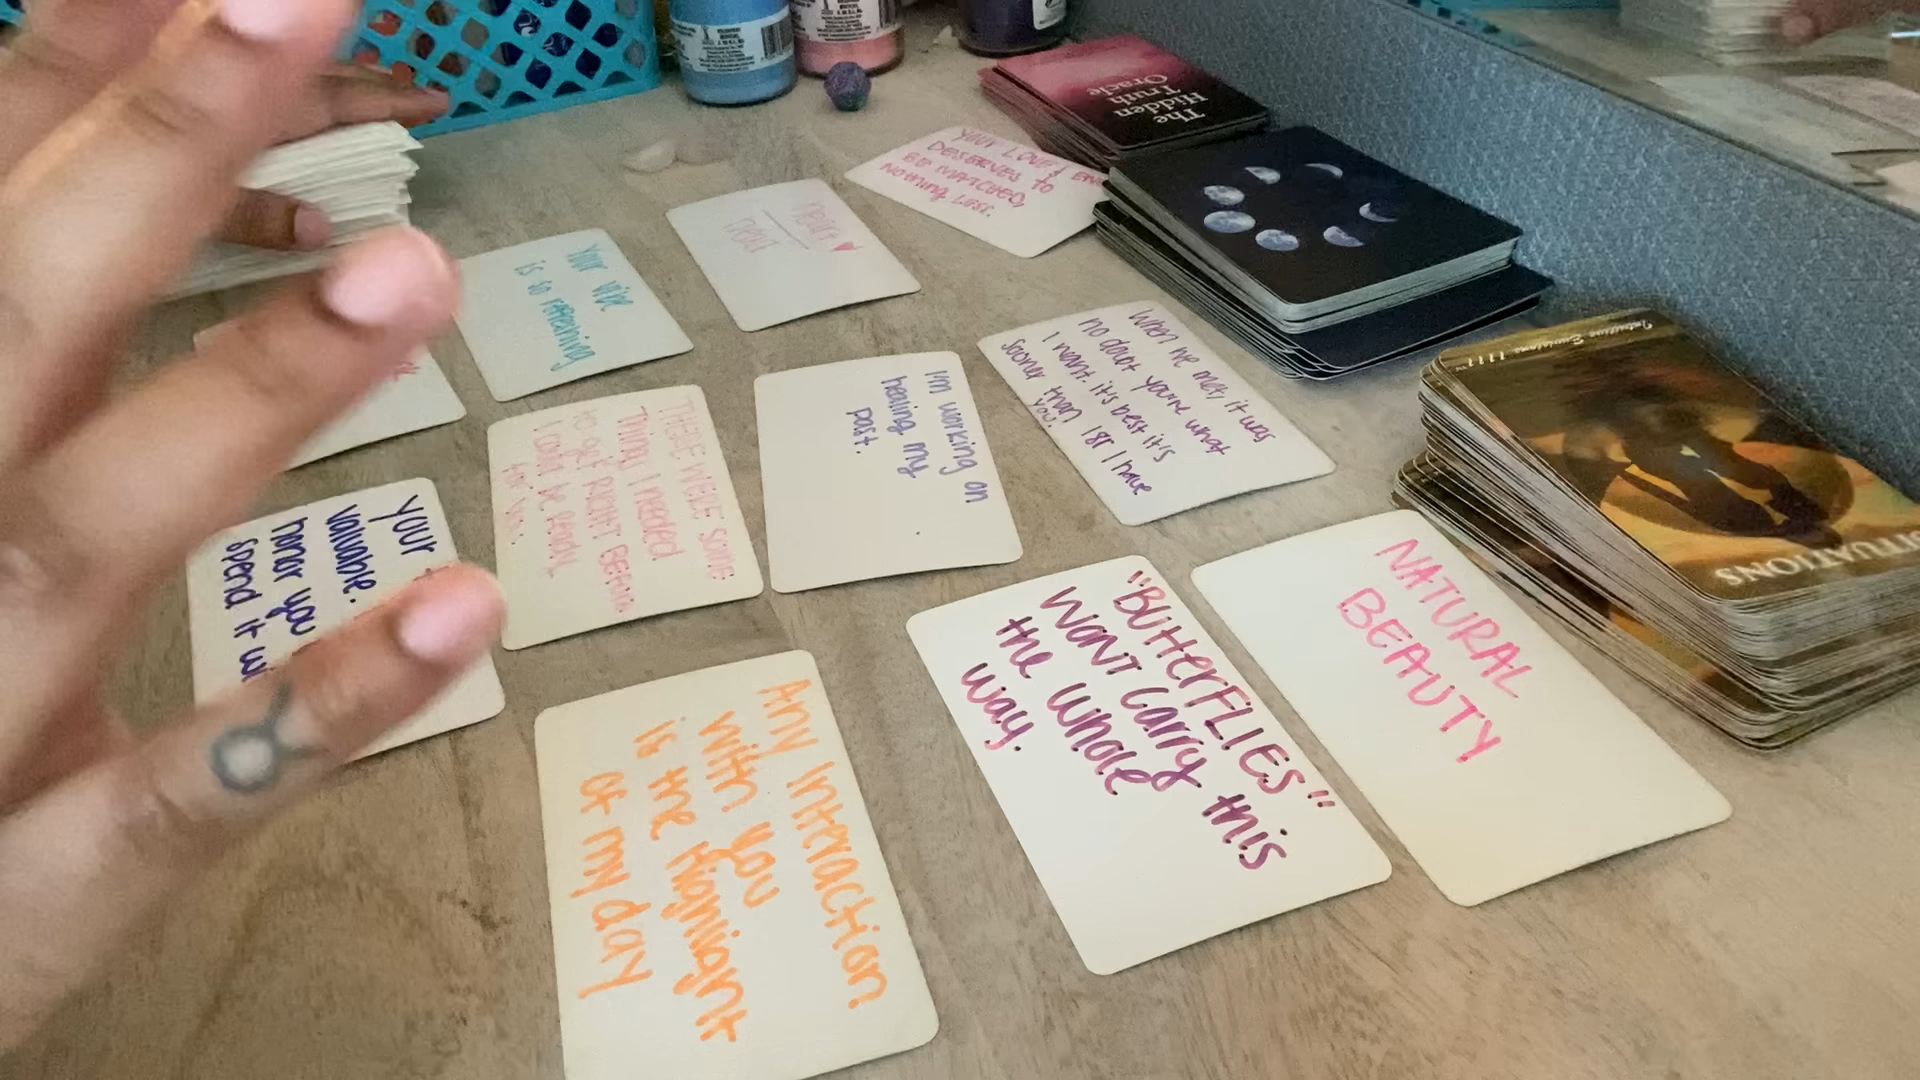 The
Hidden
Truth
Oracle
YOUR LOVE &
DESERVES TO
BE MATCHED,
Nothing Less.
Your vibe
is so refreshing
I'm working on
healing my
past.
When we met, it was
no doubt you're what
I want. it's best it's
sooner than l8r I have
you.
THERE WERE SOME
Things I needed
to get RIGHT BEFORE
I could be ready
for you.
your
valuable.
honor you
spend it wi
Any interaction
with you
is the highlight
of my day
"BUtterFLIES"
WONT carry this
the whole
way.
NATURAL
BEAUTY
SITUATIONS